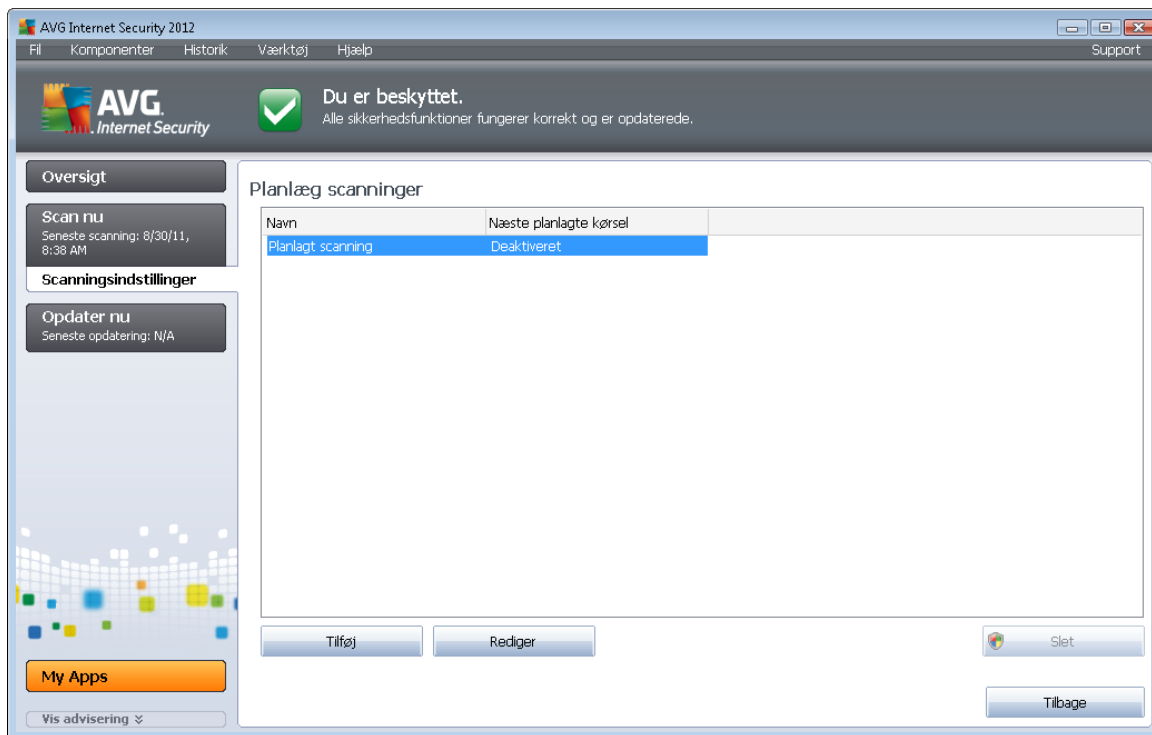 AVG Internet Security 2012
Fil Komponenter Historik Værktøj Hjælp Support
AVG.
Internet Security
Du er beskyttet.
Alle sikkerhedsfunktioner fungerer korrekt og er opdaterede.
Oversigt
Scan nu
Seneste scanning: 8/30/11,
8:38 AM
Scanningsindstillinger
Opdater nu
Seneste opdatering: N/A
My Apps
Vis advisering
Planlæg scanninger
Navn Næste planlagte kørsel
Planlagt scanning Deaktiveret
Tilføj Rediger Slet
Tilbage